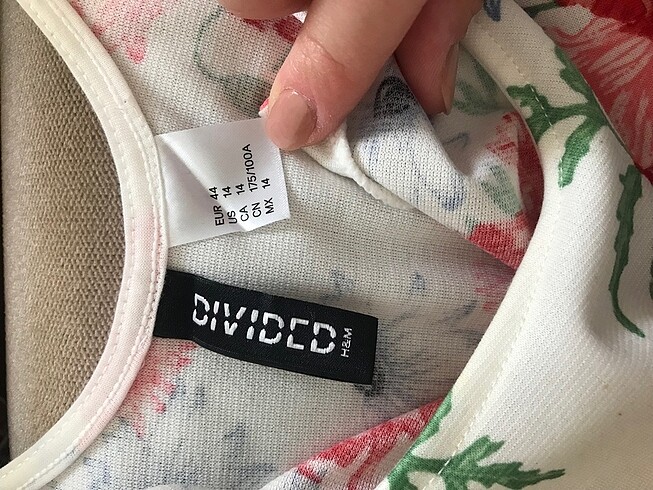 EUR 44
US 14
CA 14
CN 175/100A
MX 14
DIVIDED
H&M